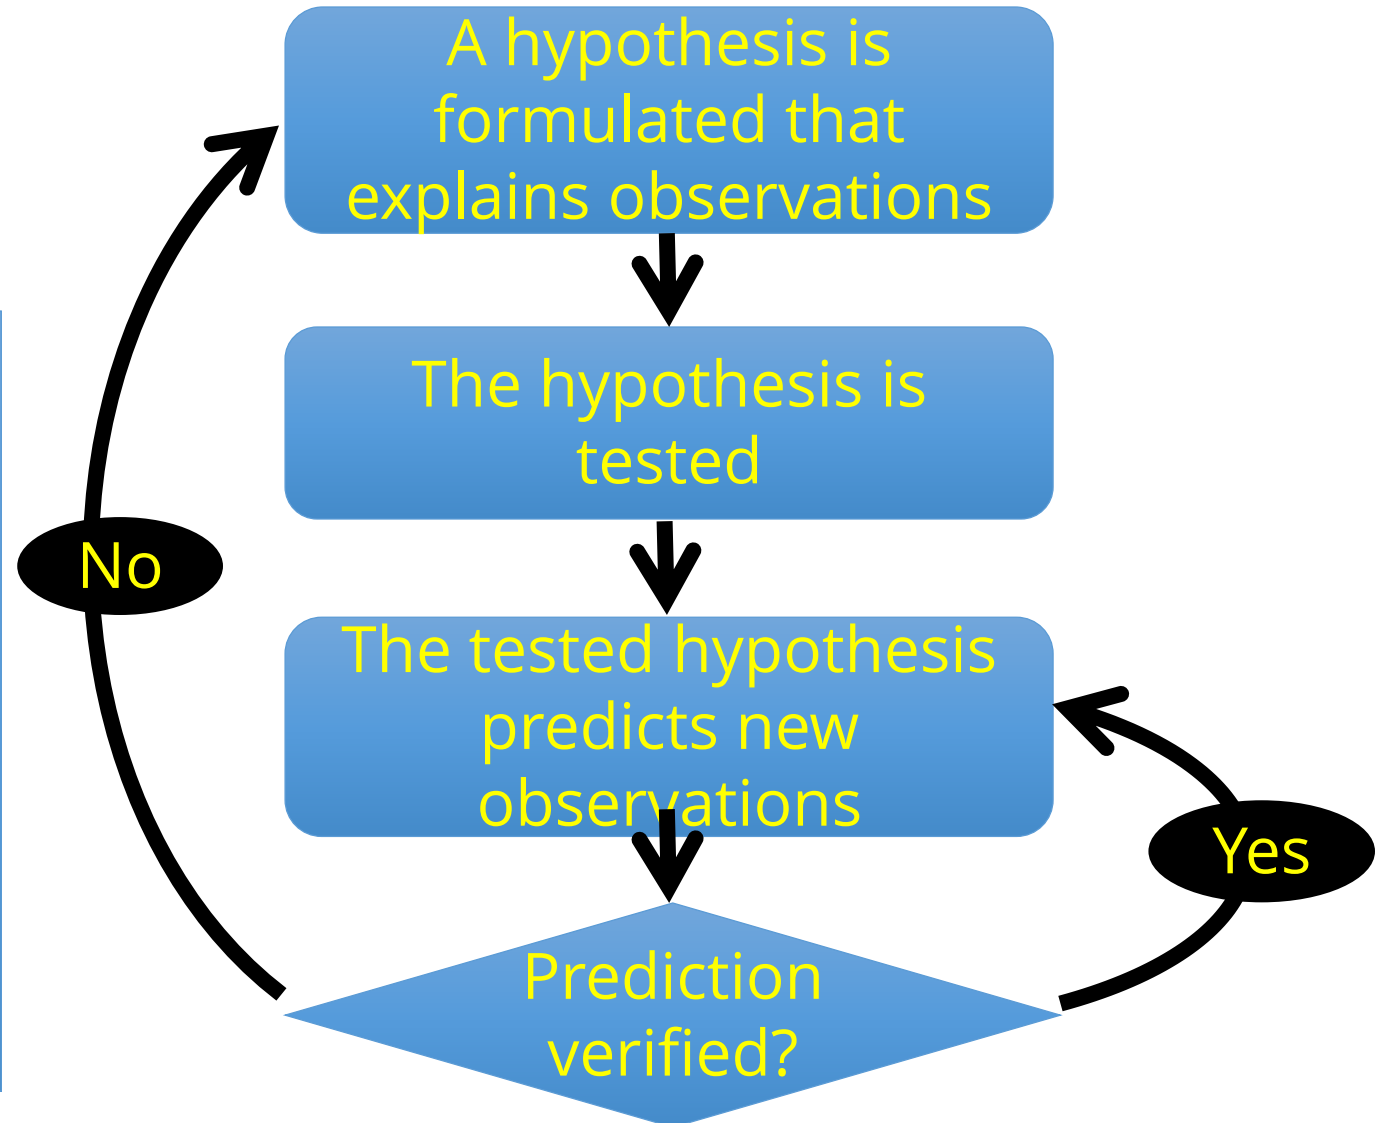 A hypothesis is
formulated that
explains observations
The hypothesis is
tested
No
The tested hypothesis
predicts new
observations
Yes
Prediction
verified?